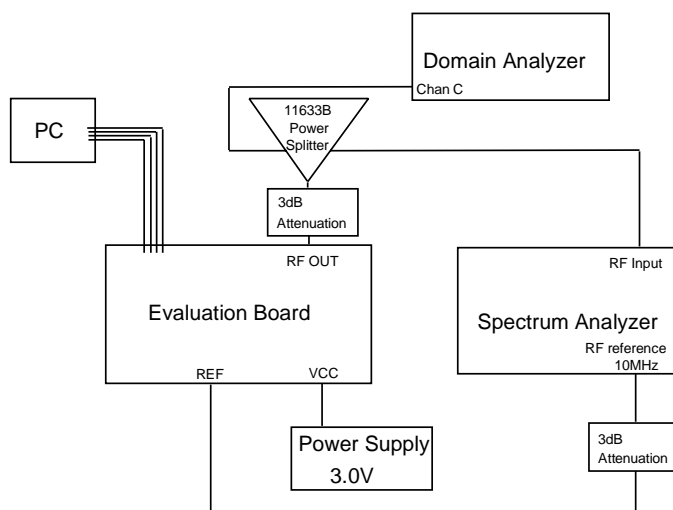 Domain Analyzer
Chan C
11633B
Power
Splitter
PC
3dB
Attenuation
RF OUT
Evaluation Board
REF
VCC
Power Supply
3.0V
RF Input
Spectrum Analyzer
RF reference
10MHz
3dB
Attenuation